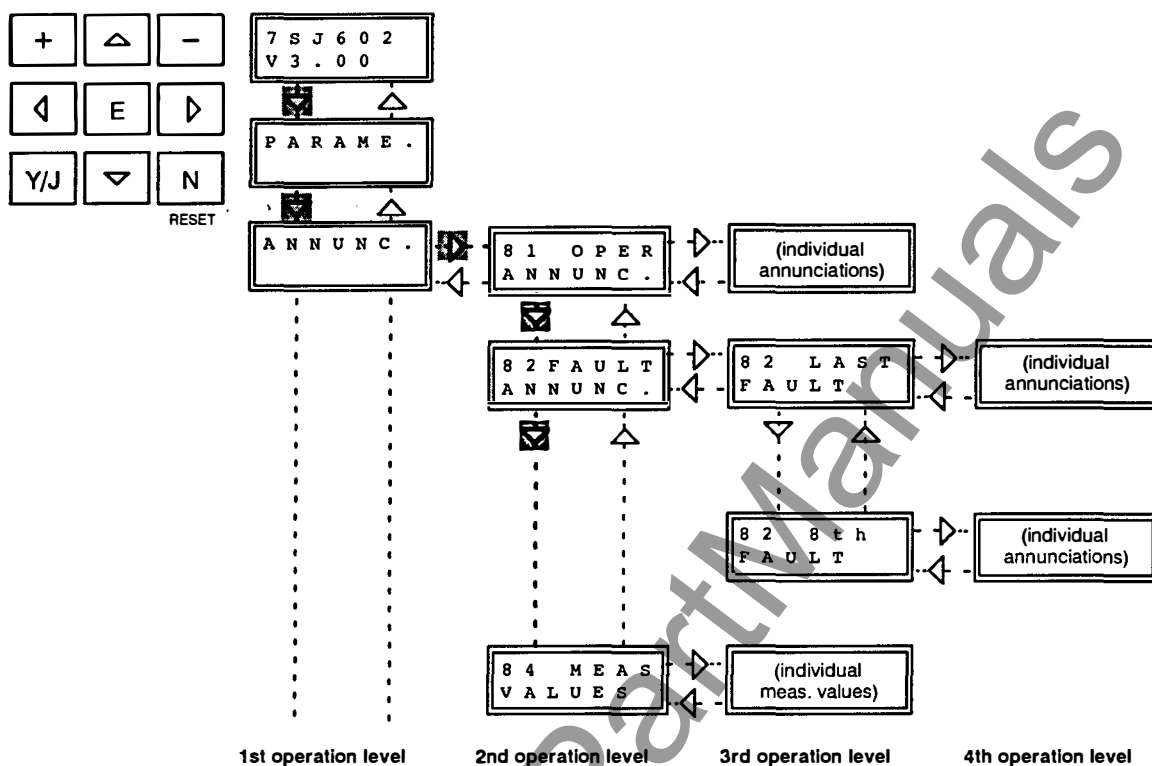 +
−
E
Y/J
N
RESET
7SJ602
V3.00
PARAME.
ANNUNC.
81 OPER
ANNUNC.
(individual
annunciations)
82FAULT
ANNUNC.
82 LAST
FAULT
(individual
annunciations)
82 8th
FAULT
(individual
annunciations)
84 MEAS
VALUES
(individual
meas. values)
1st operation level
2nd operation level
3rd operation level
4th operation level
PartManuals